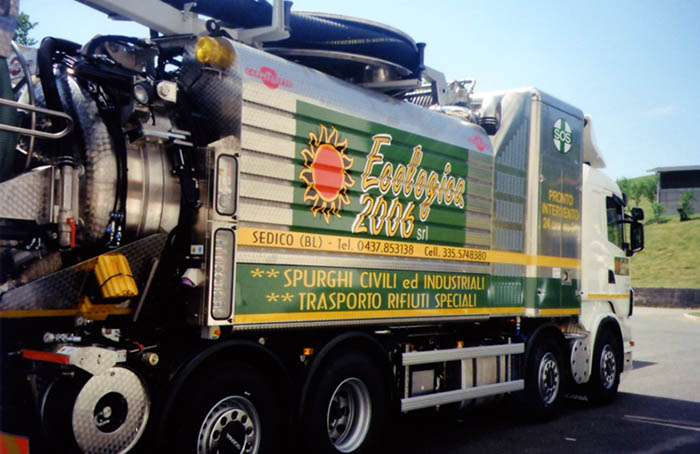 Ecologica
2006 srl
SEDICO (BL) - Tel. 0437.853138 Cell. 335.5748380
** SPURGHI CIVILI ed INDUSTRIALI
** TRASPORTO RIFIUTI SPECIALI
SOS
PRONTO
INTERVENTO
24